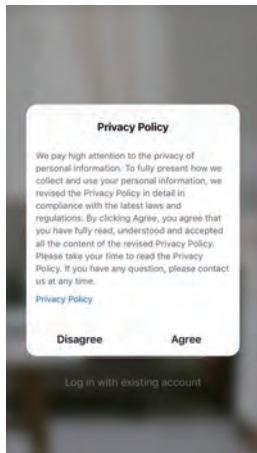 Privacy Policy
We pay high attention to the privacy of
personal information. To fully present how we
collect and use your personal information, we
revised the Privacy Policy in detail in
compliance with the latest laws and
regulations. By clicking Agree, you agree that
you have fully read, understood and accepted
all the content of the revised Privacy Policy.
Please take your time to read the Privacy
Policy. If you have any question, please contact
us at any time.
Privacy Policy
Disagree Agree
Log in with existing account